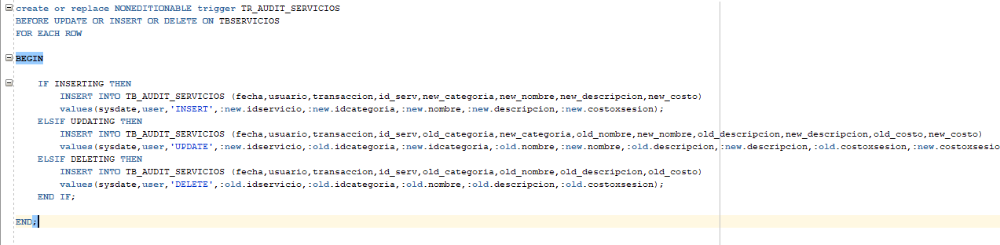 create or replace NONEDITIONABLE trigger TR_AUDIT_SERVICIOS
BEFORE UPDATE OR INSERT OR DELETE ON TBSERVICIOS
FOR EACH ROW
BEGIN
IF INSERTING THEN
INSERT INTO TB_AUDIT_SERVICIOS (fecha,usuario,transaccion,id_serv,new_categoria,new_nombre,new_descripcion,new_costo)
values(sysdate,user,'INSERT',:new.idservicio,:new.idcategoria,:new.nombre,:new.descripcion,:new.costoxsesion);
ELSIF UPDATING THEN
INSERT INTO TB_AUDIT_SERVICIOS (fecha,usuario,transaccion,id_serv,old_categoria,new_categoria,old_nombre,new_nombre,old_descripcion,new_descripcion,old_costo,new_costo)
values(sysdate,user,'UPDATE',:new.idservicio,:old.idcategoria,:new.idcategoria,:old.nombre,:new.nombre,:old.descripcion,:new.descripcion,:old.costoxsesion,:new.costoxsesio
ELSIF DELETING THEN
INSERT INTO TB_AUDIT_SERVICIOS (fecha,usuario,transaccion,id_serv,old_categoria,old_nombre,old_descripcion,old_costo)
values(sysdate,user,'DELETE',:old.idservicio,:old.idcategoria,:old.nombre,:old.descripcion,:old.costoxsesion);
END IF;
END;